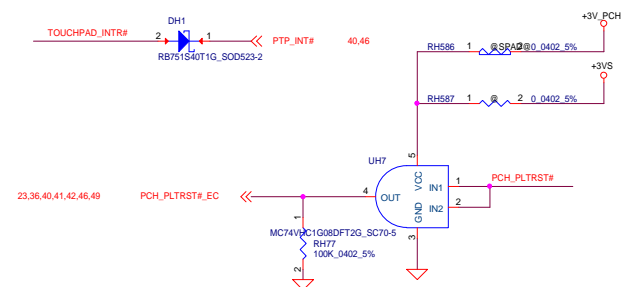 DH1
+3V_PCH
TOUCHPAD_INTR#
2
1
PTP_INT#
40,46
RB751S40T1G_SOD523-2
RH586
1
@SPAD@
2
0_0402_5%
+3VS
RH587
1
@
2
0_0402_5%
UH7
5
VCC
PCH_PLTRST#
IN1
1
23,36,40,41,42,46,49
PCH_PLTRST#_EC
4
OUT
IN2
2
GND
3
1
MC74VHC1G08DFT2G_SC70-5
RH77
100K_0402_5%
2